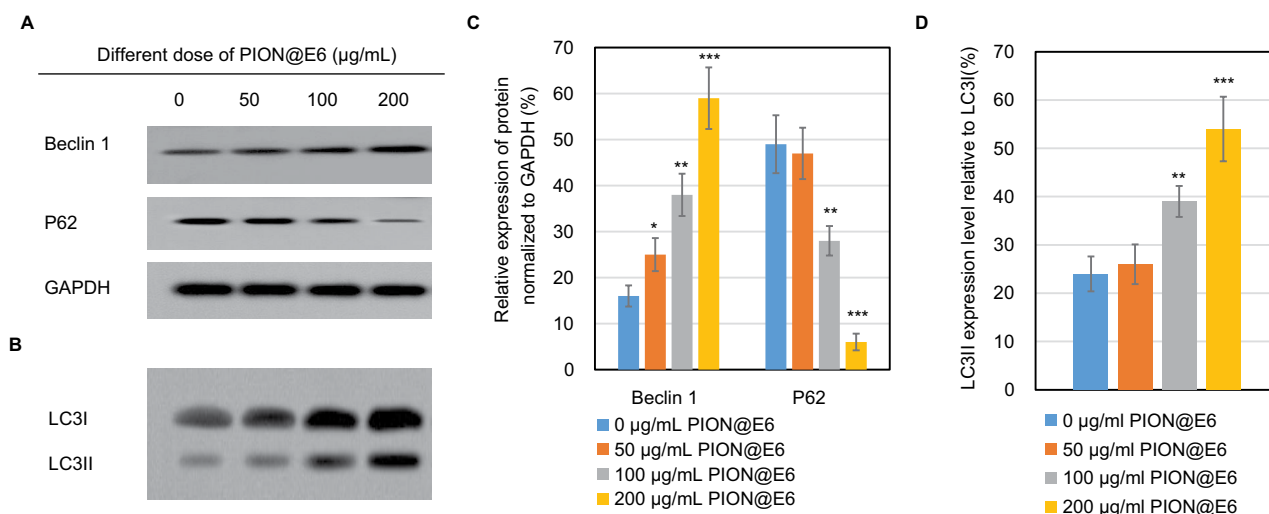 A
Different dose of PION@E6 (µg/mL)
0 50 100 200
Beclin 1
P62
GAPDH
B
LC3I
LC3II
C
Relative expression of protein
normalized to GAPDH (%)
70
60
50
40
30
20
10
0
*
**
***
**
***
Beclin 1 P62
0 µg/mL PION@E6
50 µg/mL PION@E6
100 µg/mL PION@E6
200 µg/mL PION@E6
D
LC3II expression level relative to LC3I(%)
70
60
50
40
30
20
10
0
**
***
0 µg/ml PION@E6
50 µg/ml PION@E6
100 µg/ml PION@E6
200 µg/ml PION@E6